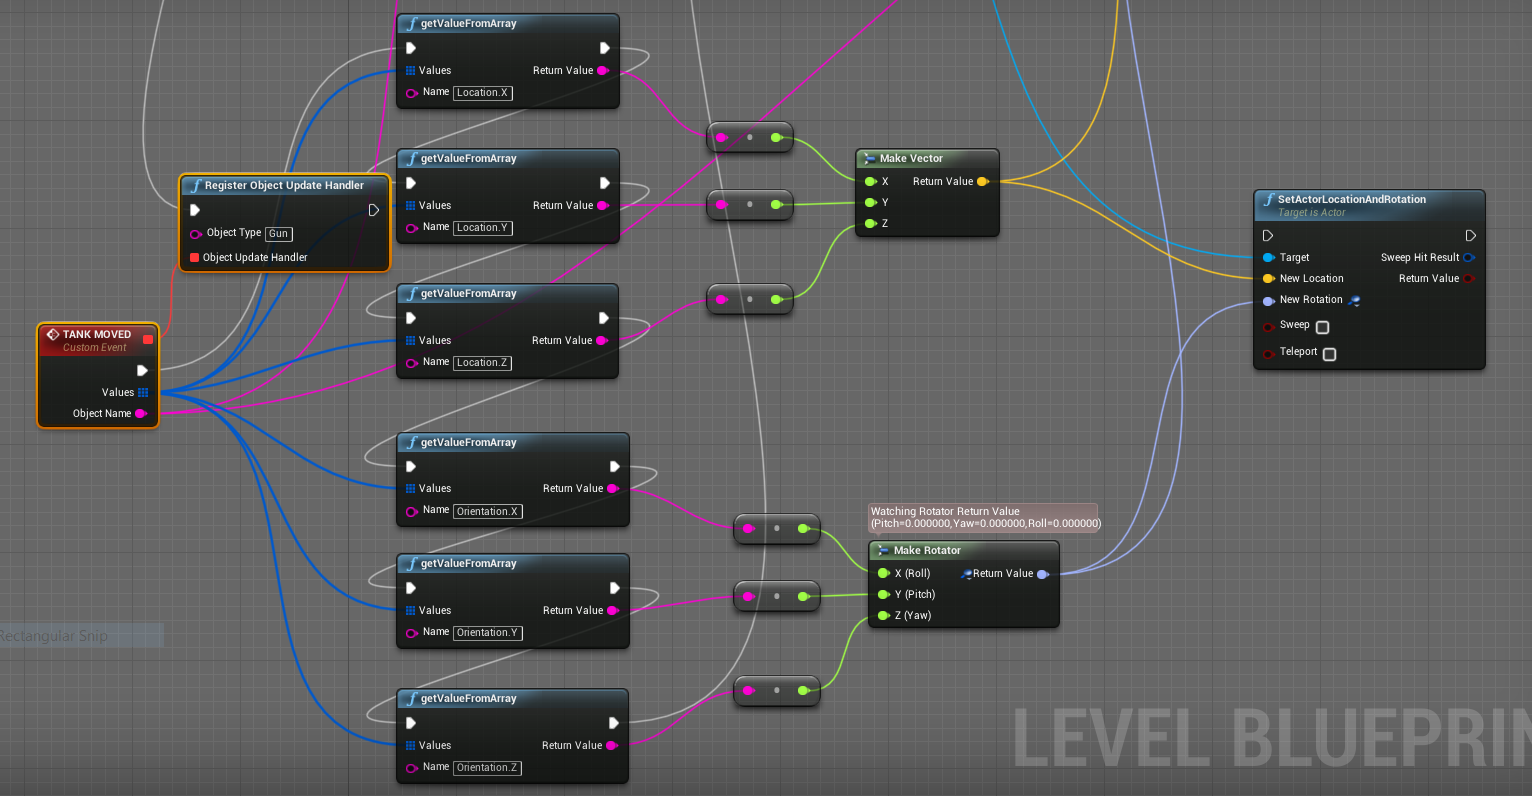 getValueFromArray
Values
Return Value
Name Location.X
getValueFromArray
Values
Return Value
Name Location.Y
Register Object Update Handler
Object Type Gun
Object Update Handler
Make Vector
X
Return Value
Y
Z
SetActorLocationAndRotation
Target is Actor
Target
Sweep Hit Result
New Location
Return Value
New Rotation
Sweep
Teleport
getValueFromArray
Values
Return Value
Name Location.Z
TANK MOVED
Custom Event
Values
Object Name
getValueFromArray
Values
Return Value
Name Orientation.X
Watching Rotator Return Value
(Pitch=0.000000,Yaw=0.000000,Roll=0.000000)
Make Rotator
X (Roll)
Return Value
Y (Pitch)
Z (Yaw)
getValueFromArray
Values
Return Value
Name Orientation.Y
Rectangular Snip
getValueFromArray
Values
Return Value
Name Orientation.Z
LEVEL BLUEPRIN